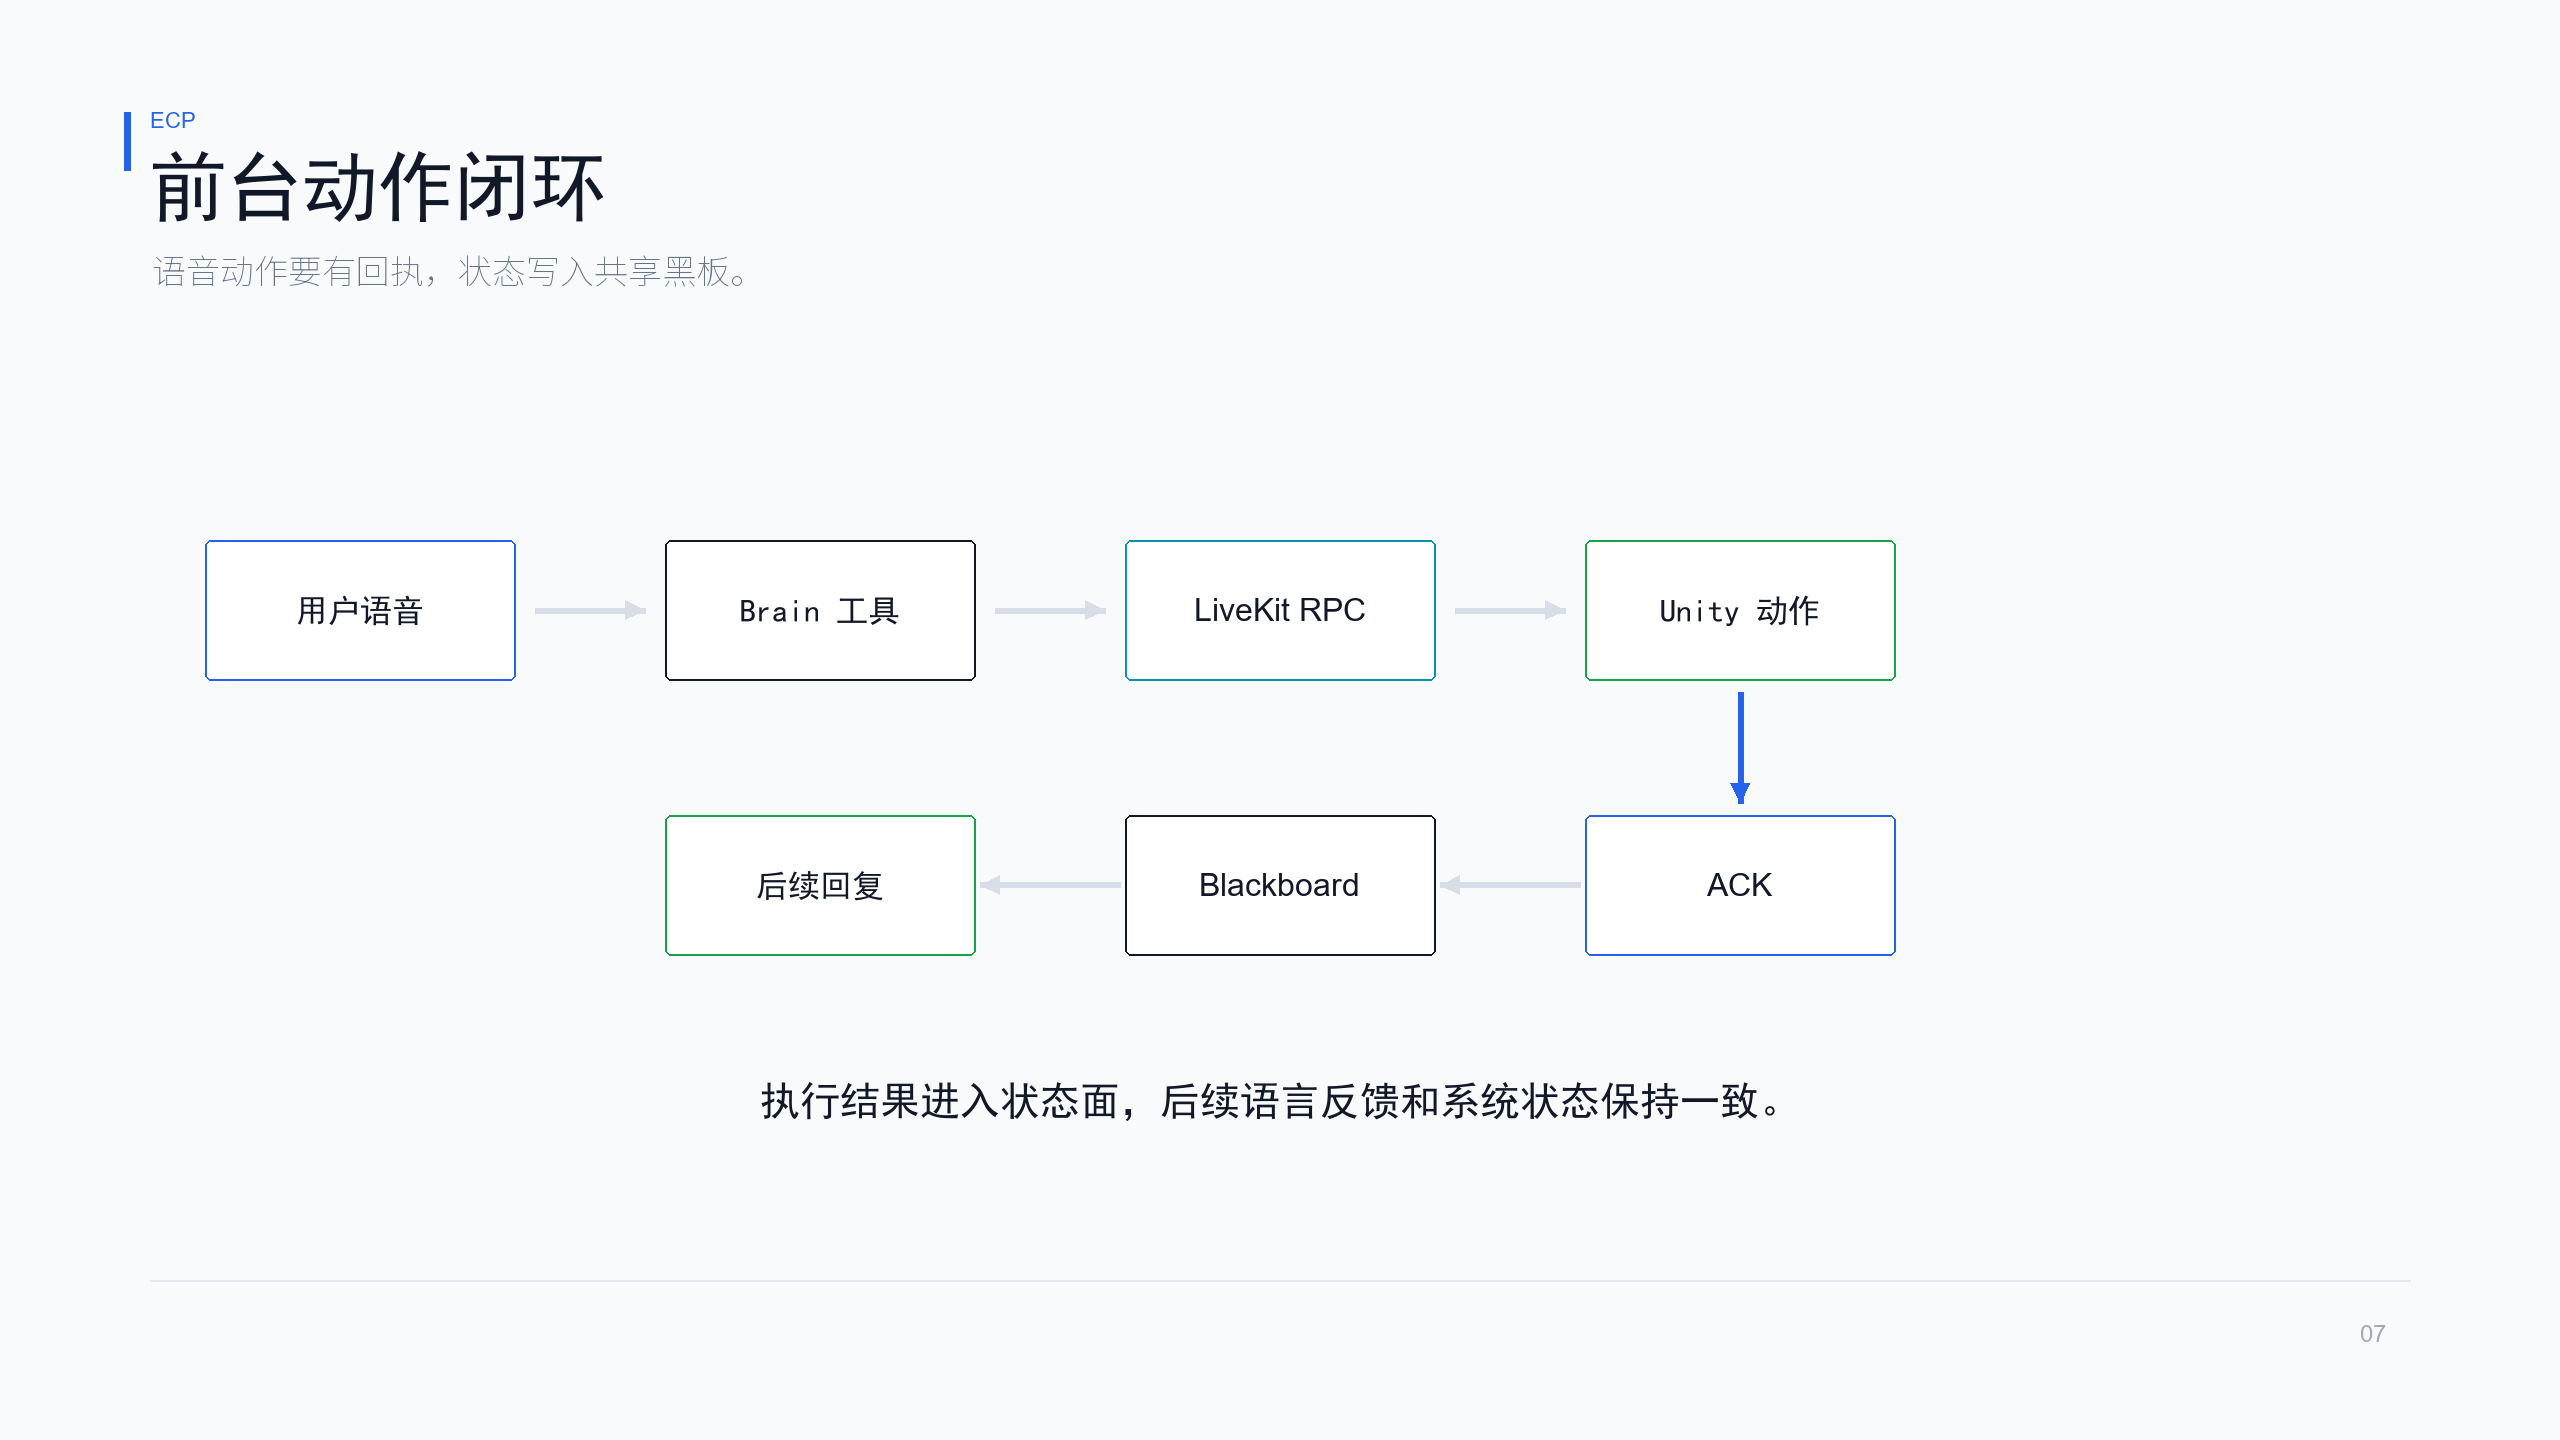 ECP
前台动作闭环
语音动作要有回执，状态写入共享黑板。
用户语音
Brain 工具
LiveKit RPC
Unity 动作
后续回复
Blackboard
ACK
执行结果进入状态面，后续语言反馈和系统状态保持一致。
07